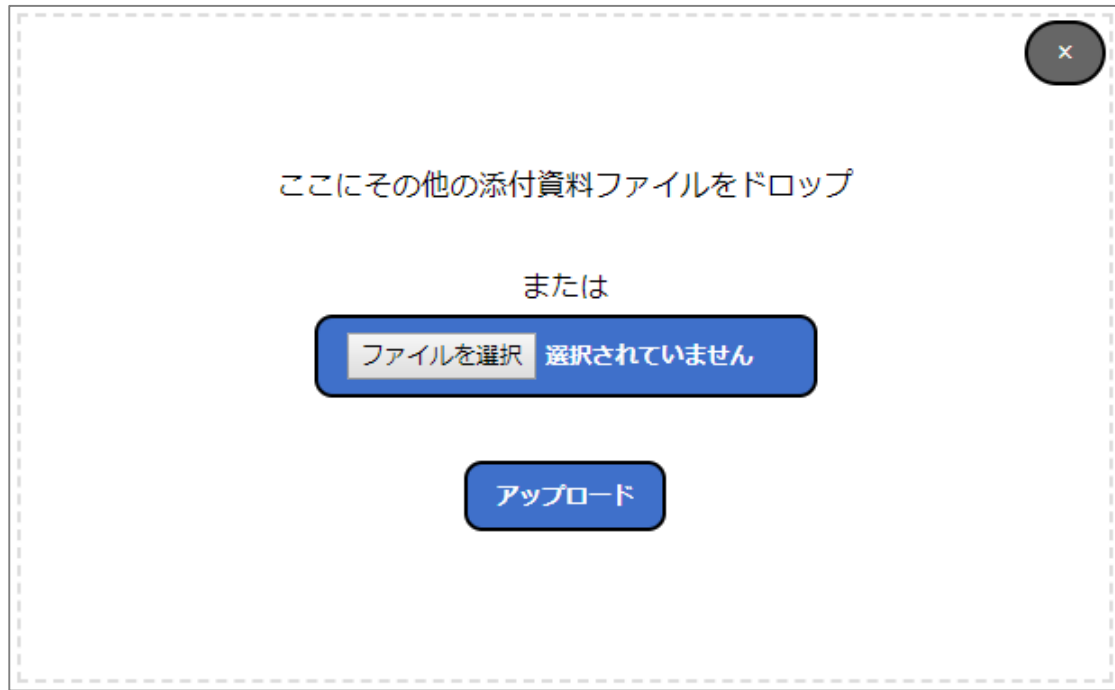 ×
ここにその他の添付資料ファイルをドロップ
または
ファイルを選択 選択されていません
アップロード